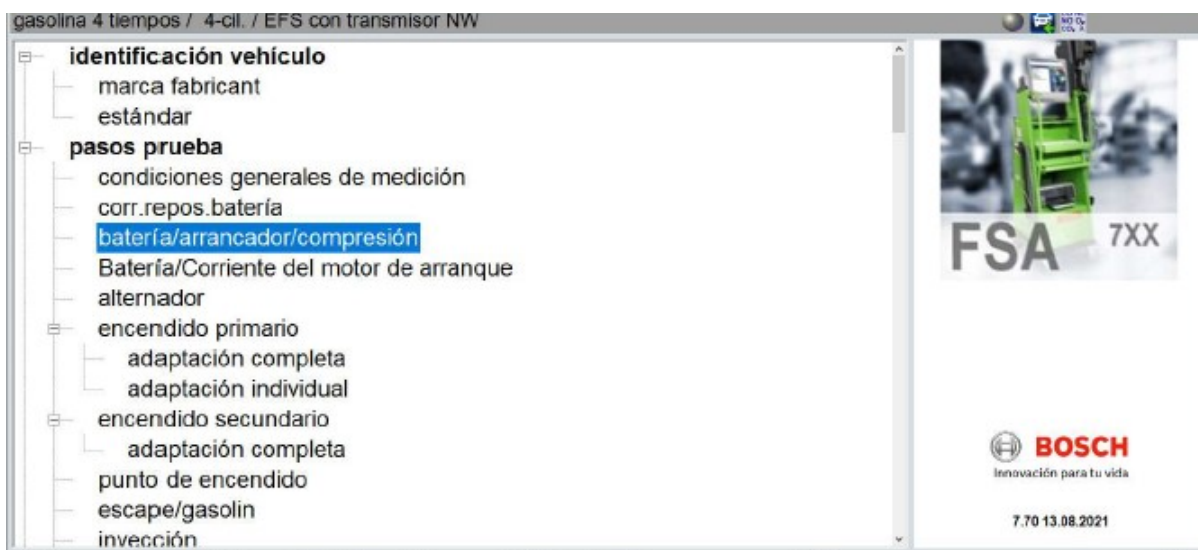 gasolina 4 tiempos / 4-cil. / EFS con transmisor NW
identificación vehículo
marca fabricant
estándar
pasos prueba
condiciones generales de medición
corr.repos.batería
batería/arrancador/compresión
Batería/Corriente del motor de arranque
alternador
encendido primario
adaptación completa
adaptación individual
encendido secundario
adaptación completa
punto de encendido
escape/gasolin
invección
FSA 7XX
BOSCH
Innovación para tu vida
7.70 13.08.2021